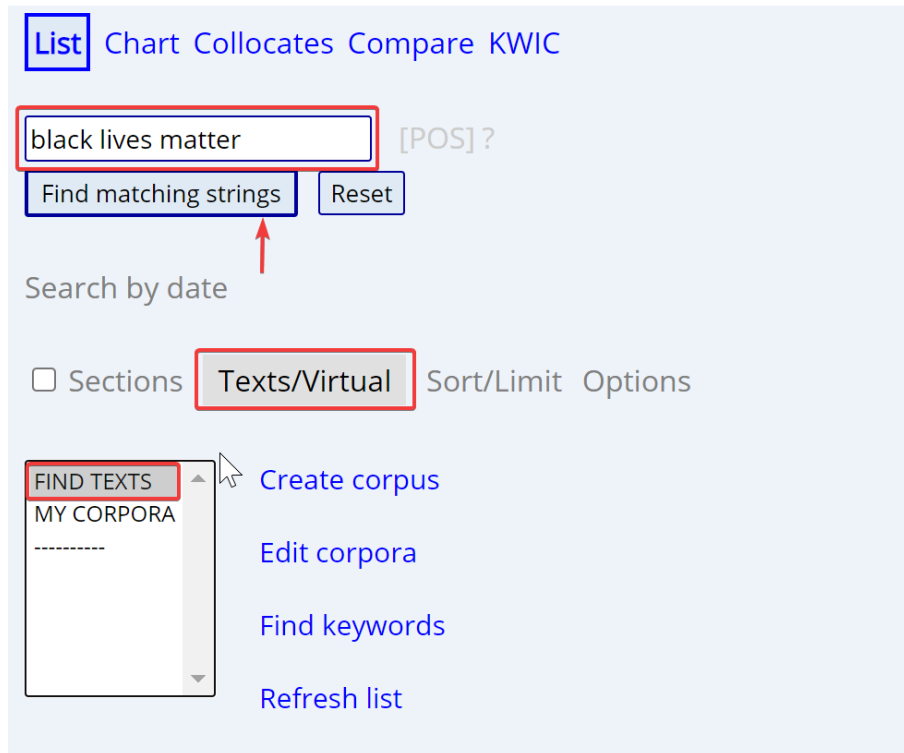 List Chart Collocates Compare KWIC
black lives matter [POS] ?
Find matching strings Reset
Search by date
Sections Texts/Virtual Sort/Limit Options
FIND TEXTS
MY CORPORA
----------
Create corpus
Edit corpora
Find keywords
Refresh list